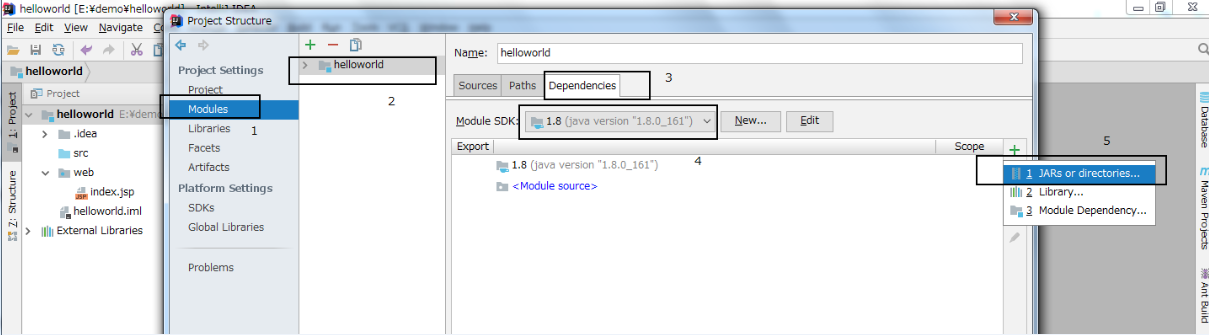 helloworld [E:¥demo¥helloworld]
Project Structure
File Edit View Navigate
helloworld
Project
helloworld E:¥demo
.idea
src
web
index.jsp
helloworld.iml
External Libraries
1: Project
Z: Structure
Project Settings
Project
Modules
Libraries
Facets
Artifacts
Platform Settings
SDKs
Global Libraries
Problems
1
helloworld
2
Name: helloworld
Sources Paths Dependencies
3
Module SDK: 1.8 (java version "1.8.0_161") New... Edit
Export Scope
1.8 (java version "1.8.0_161")
4
<Module source>
5
1 JARs or directories...
2 Library...
3 Module Dependency...
Database
Maven Projects
Ant Build